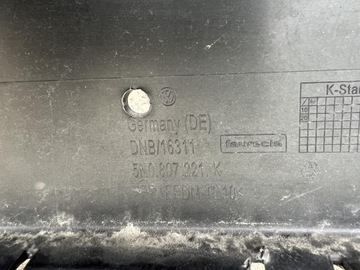 K-Sta
Germany (DE)
DNB/16311
faurecia
5N0.807.221. K